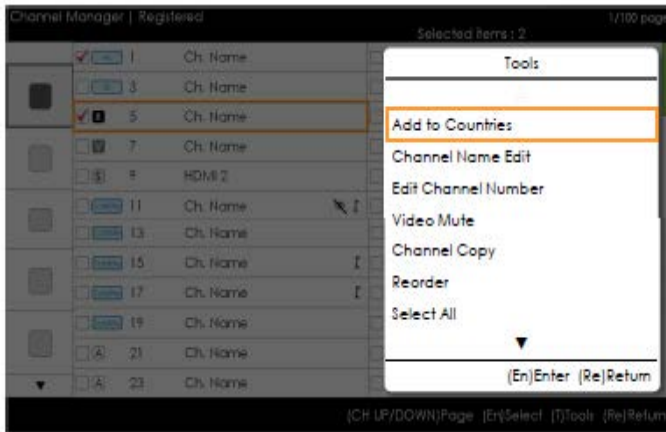 Channel Manager | Registered
1/100 page
Selected items : 2
1 Ch. Name
3 Ch. Name
5 Ch. Name
7 Ch. Name
9 HDMI 2
11 Ch. Name
13 Ch. Name
15 Ch. Name
17 Ch. Name
19 Ch. Name
A 21 Ch. Name
A 23 Ch. Name
Tools
Add to Countries
Channel Name Edit
Edit Channel Number
Video Mute
Channel Copy
Reorder
Select All
▼
(En)Enter (Re)Return
(CH UP/DOWN)Page (En)Select (T)Tools (Re)Return